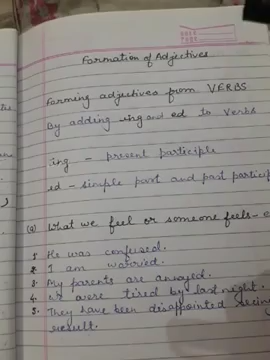 DATE
Formation of Adjectives
Forming adjectives from VERBS
By adding ing and ed to Verbs
ing - present participle
ed - simple past and past particip
(a) What we feel or someone feels - e
1. He was confused.
2. I am worried.
3. My parents are annoyed.
4. were tired by last night.
5. They have been disappointed seeing
result.